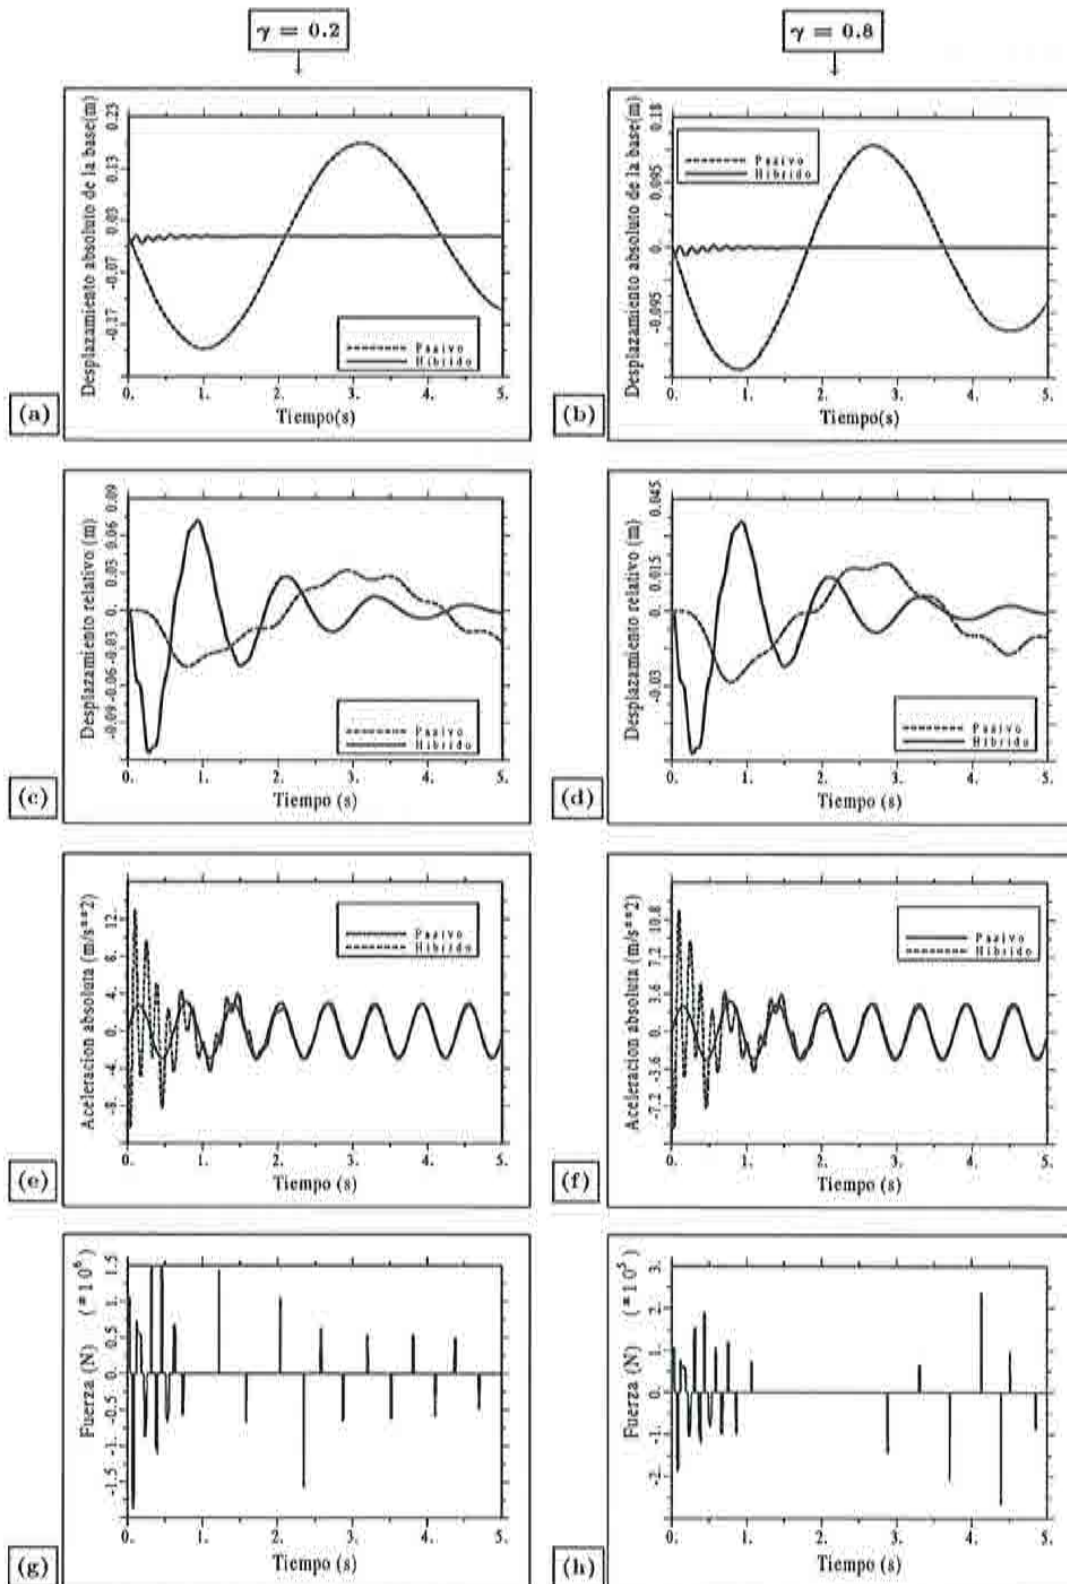 γ = 0.2
γ = 0.8
Desplazamiento absoluto de la base(m)
0.23
0.13
0.03
-0.07
-0.17
Pasivo
Hibrido
0. 1. 2. 3. 4. 5.
Tiempo(s)
(a)
Desplazamiento absoluto de la base(m)
0.18
0.095
0.
-0.095
Pasivo
Hibrido
0. 1. 2. 3. 4. 5.
Tiempo(s)
(b)
Desplazamiento relativo (m)
0.09
0.06
0.03
0.
-0.03
-0.06
-0.09
Pasivo
Hibrido
0. 1. 2. 3. 4. 5.
Tiempo (s)
(c)
Desplazamiento relativo (m)
0.045
0.015
0.
-0.03
Pasivo
Hibrido
0. 1. 2. 3. 4. 5.
Tiempo (s)
(d)
Aceleracion absoluta (m/s**2)
12.
8.
4.
0.
-4.
-8.
Pasivo
Hibrido
0. 1. 2. 3. 4. 5.
Tiempo (s)
(e)
Aceleracion absoluta (m/s**2)
10.8
7.2
3.6
0.
-3.6
-7.2
Pasivo
Hibrido
0. 1. 2. 3. 4. 5.
Tiempo (s)
(f)
Fuerza (N) (*10⁶)
1.5
1.
0.5
0.
-0.5
-1.
-1.5
0. 1. 2. 3. 4. 5.
Tiempo (s)
(g)
Fuerza (N) (*10⁵)
3.
2.
1.
0.
-1.
-2.
0. 1. 2. 3. 4. 5.
Tiempo (s)
(h)